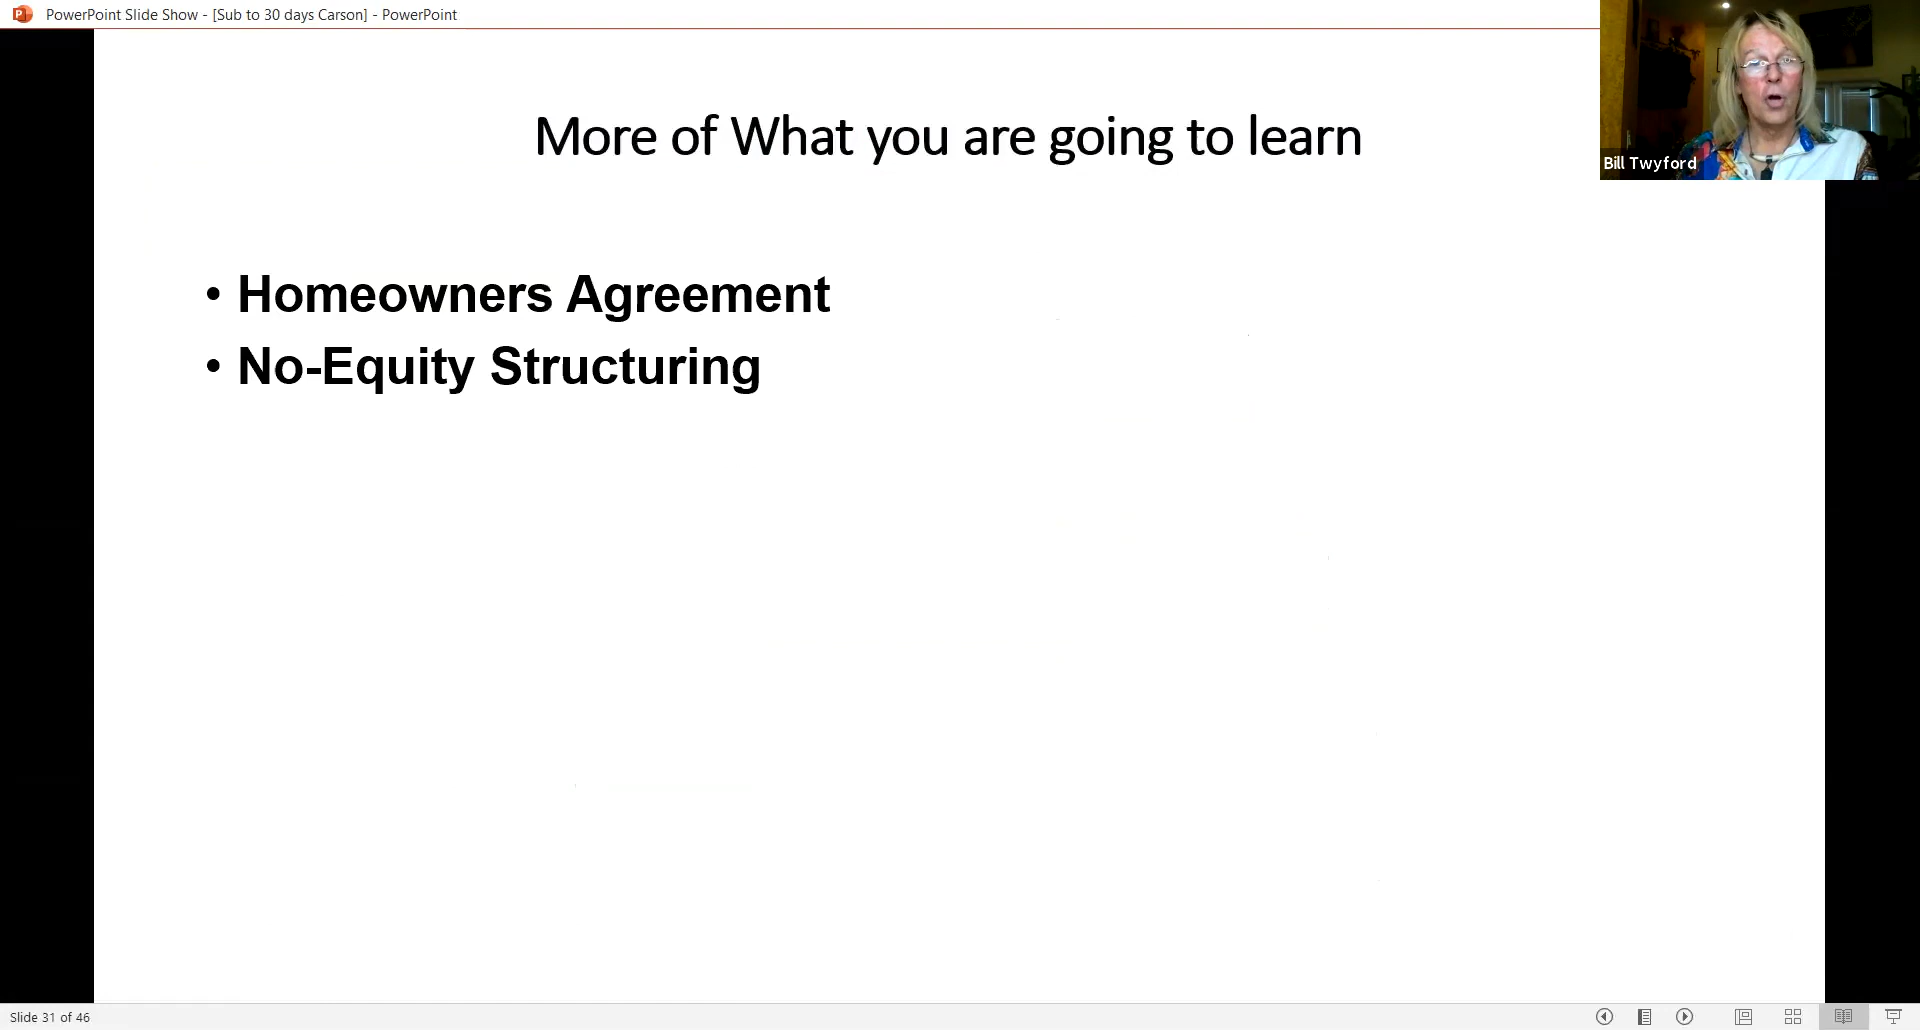 PowerPoint Slide Show - [Sub to 30 days Carson] - PowerPoint
Bill Twyford
More of What you are going to learn
• Homeowners Agreement
• No-Equity Structuring
Slide 31 of 46